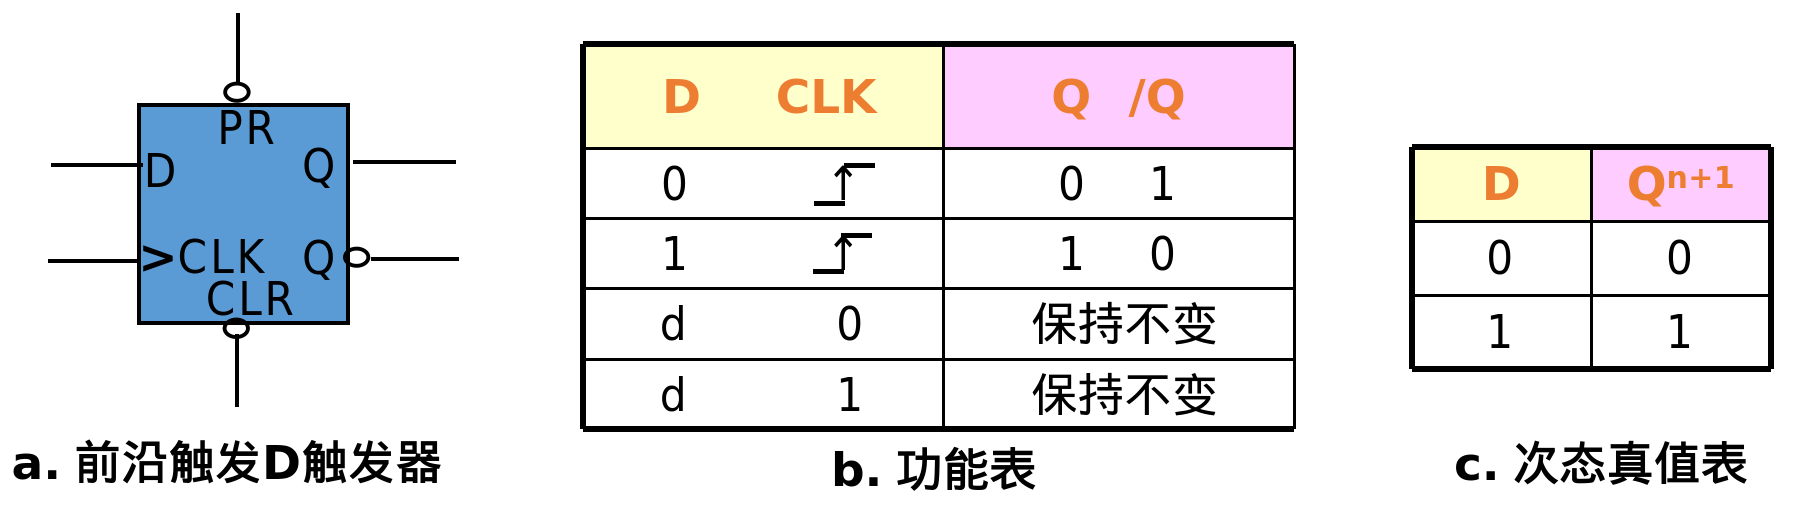 PR
D Q
>CLK Q
CLR
a. 前沿触发D触发器
D CLK Q /Q
0 0 1
1 1 0
d 0 保持不变
d 1 保持不变
b. 功能表
D Qn+1
0 0
1 1
c. 次态真值表